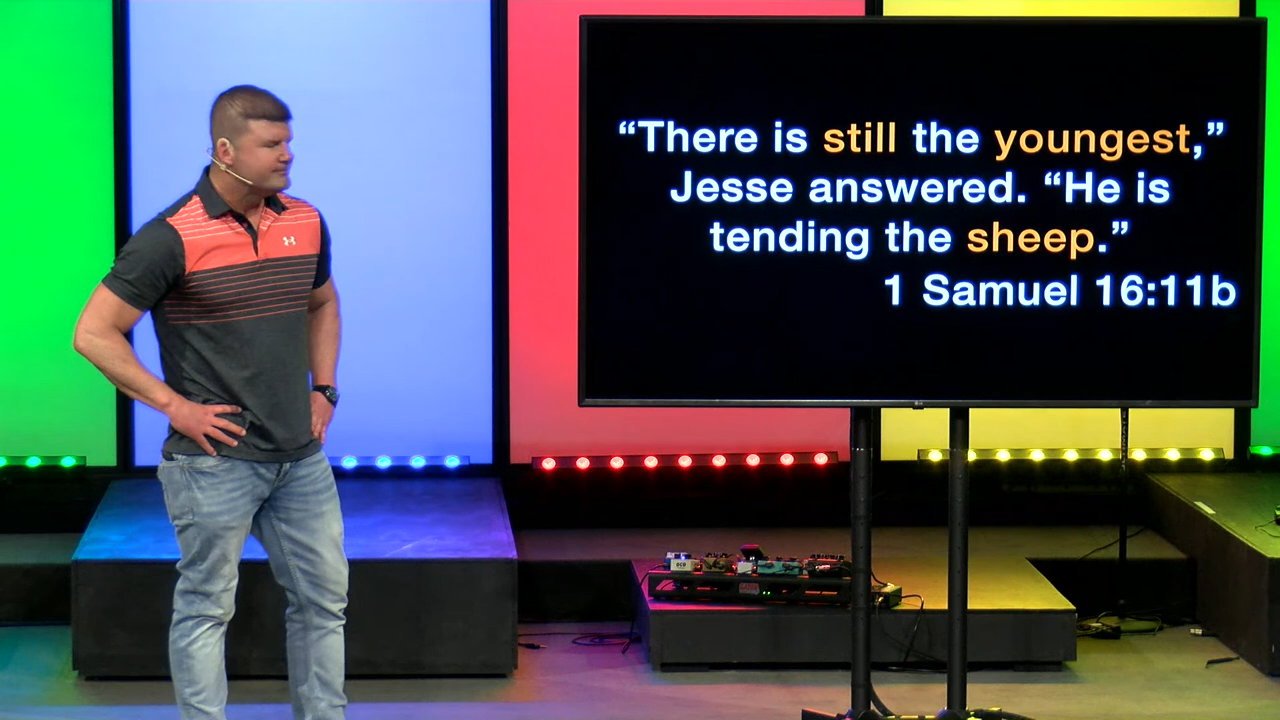 “There is still the youngest,”
Jesse answered. “He is
tending the sheep.”
1 Samuel 16:11b